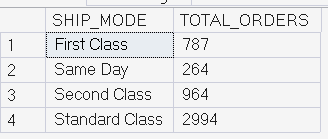 SHIP_MODE TOTAL_ORDERS
1 First Class 787
2 Same Day 264
3 Second Class 964
4 Standard Class 2994